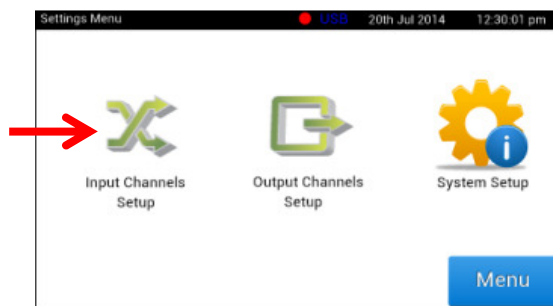 Settings Menu USB 20th Jul 2014 12:30:01 pm
Input Channels
Setup
Output Channels
Setup
System Setup
Menu